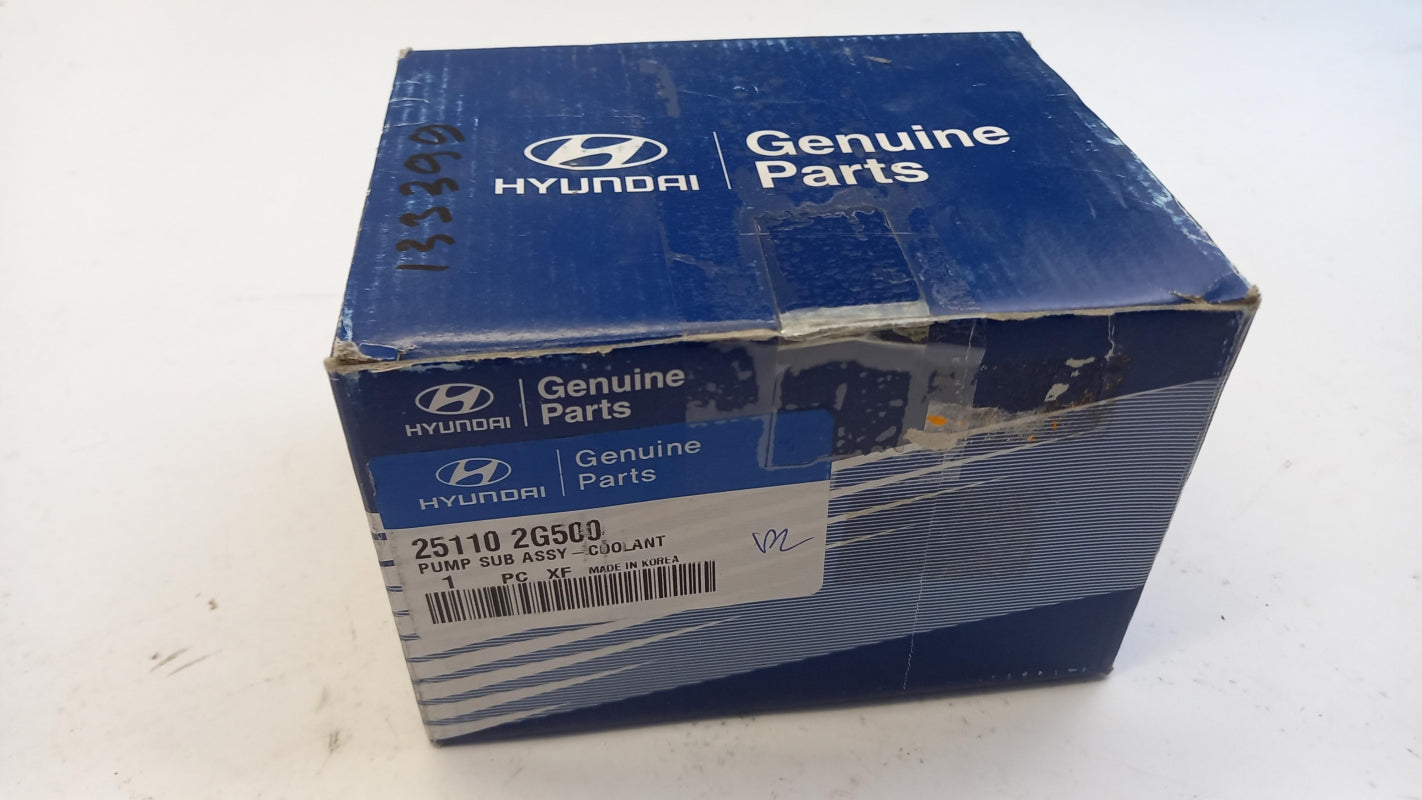 133399
HYUNDAI
Genuine
Parts
HYUNDAI
Genuine
Parts
HYUNDAI
Genuine
Parts
25110 2G500
PUMP SUB ASSY-COOLANT
1 PC XF MADE IN KOREA